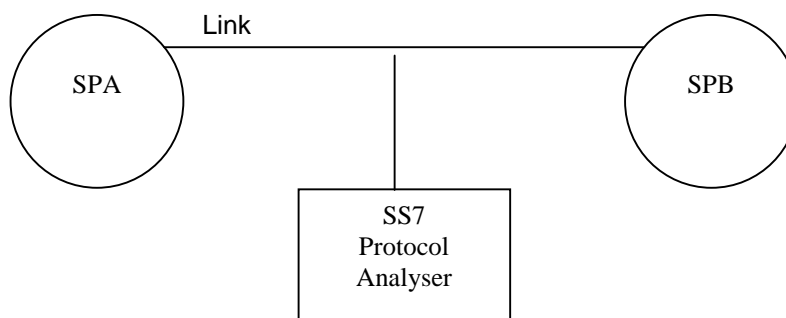 Link
SPA
SPB
SS7
Protocol
Analyser